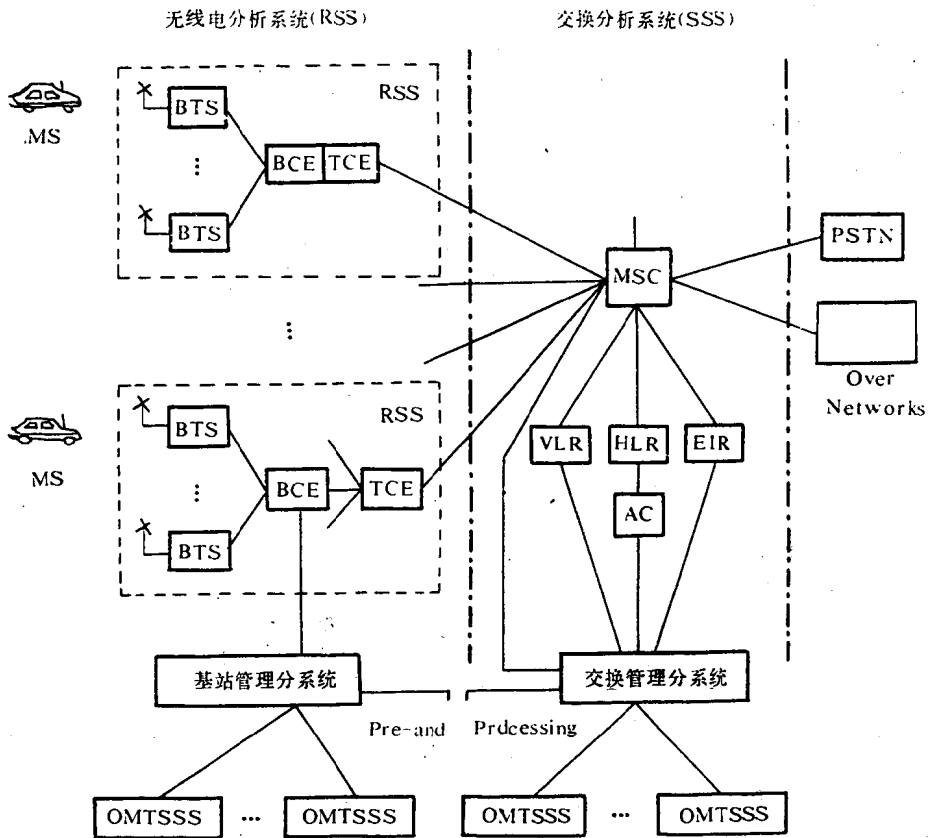 无线电分析系统(RSS)
交换分析系统(SSS)
RSS
BTS
.MS
BCE
TCE
⋮
BTS
PSTN
MSC
⋮
Over
Networks
RSS
BTS
VLR
HLR
EIR
MS
BCE
TCE
⋮
AC
BTS
基站管理分系统
交换管理分系统
Pre-and
Prdcessing
OMTSSS
...
OMTSSS
OMTSSS
...
OMTSSS